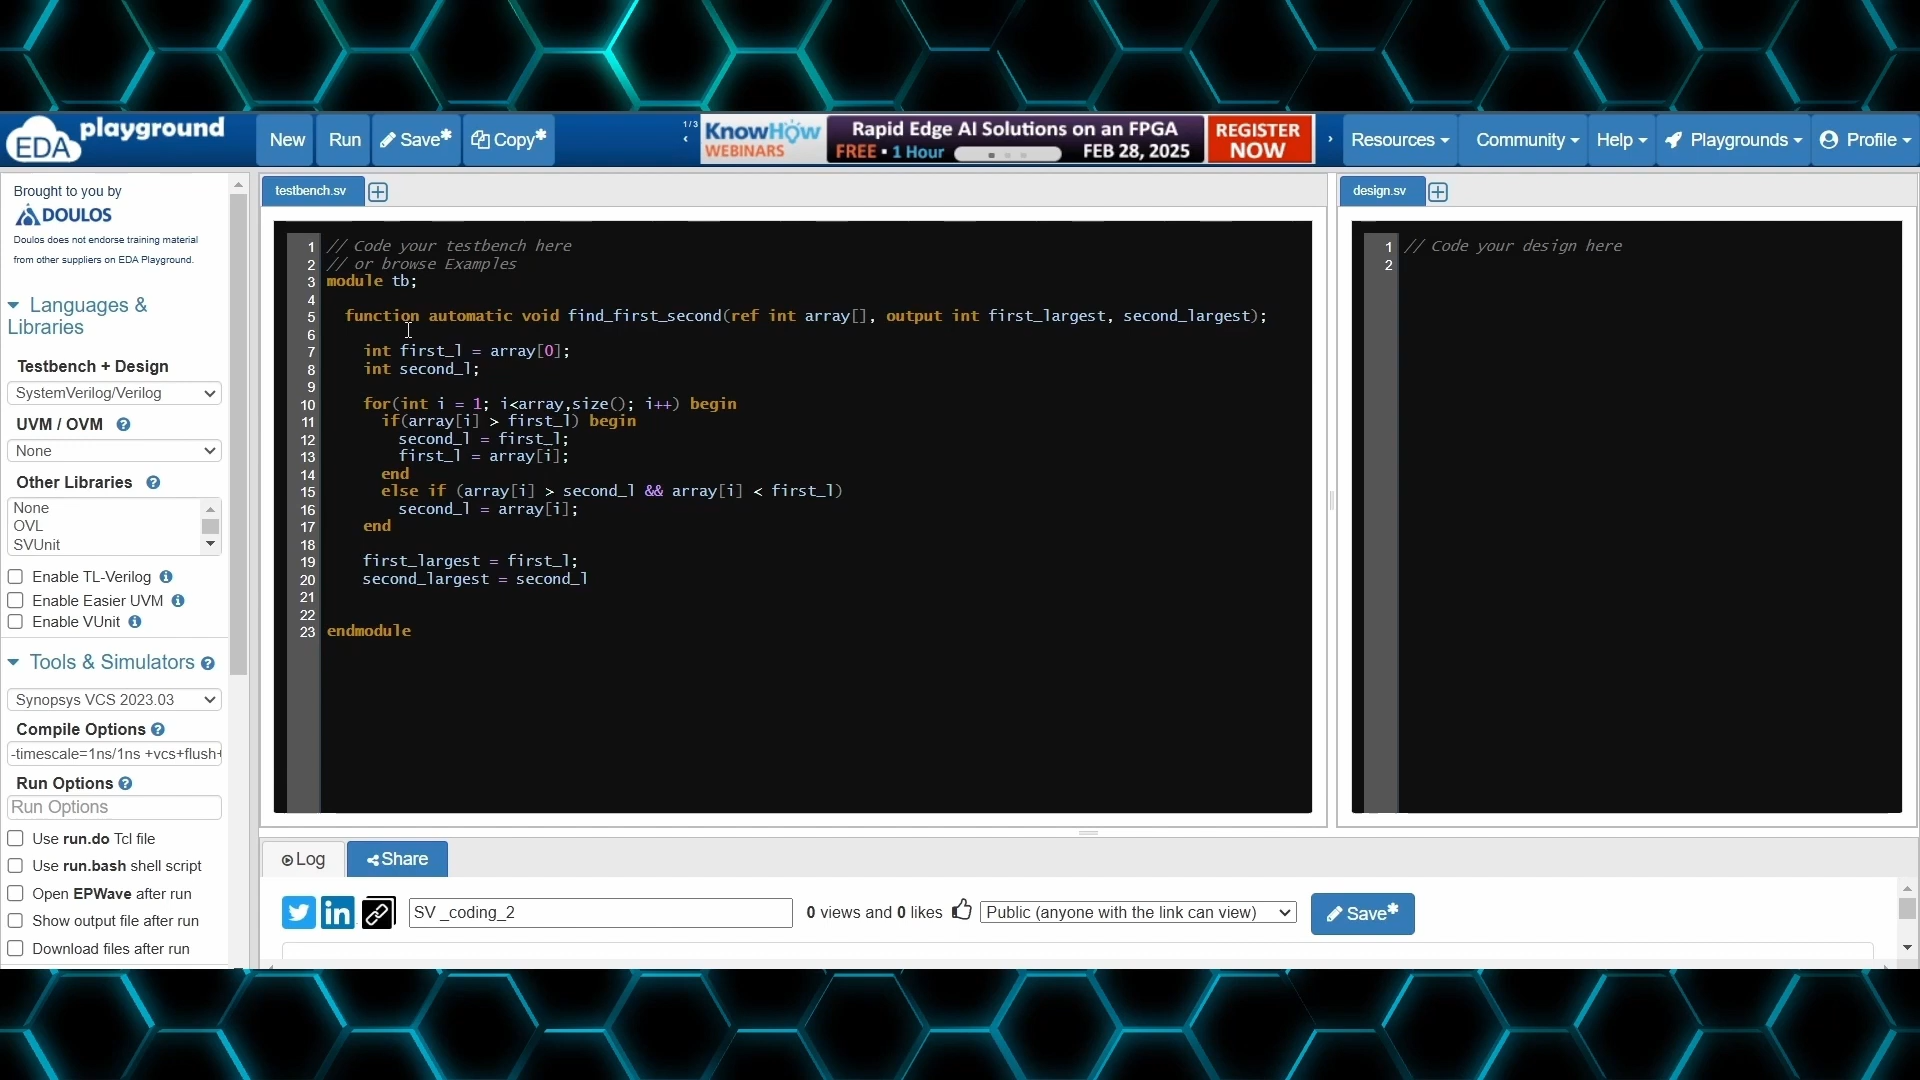 EDA playground
New
Run
Save*
Copy*
1/3
KnowHow
WEBINARS
Rapid Edge AI Solutions on an FPGA
FREE • 1 Hour
FEB 28, 2025
REGISTER
NOW
Resources
Community
Help
Playgrounds
Profile
Brought to you by
DOULOS
Doulos does not endorse training material
from other suppliers on EDA Playground.
Languages &
Libraries
Testbench + Design
SystemVerilog/Verilog
UVM / OVM
None
Other Libraries
None
OVL
SVUnit
Enable TL-Verilog
Enable Easier UVM
Enable VUnit
Tools & Simulators
Synopsys VCS 2023.03
Compile Options
-timescale=1ns/1ns +vcs+flush+
Run Options
Run Options
Use run.do Tcl file
Use run.bash shell script
Open EPWave after run
Show output file after run
Download files after run
testbench.sv
1 // Code your testbench here
2 // or browse Examples
3 module tb;
4
5 function automatic void find_first_second(ref int array[], output int first_largest, second_largest);
6
7 int first_l = array[0];
8 int second_l;
9
10 for(int i = 1; i<array,size(); i++) begin
11 if(array[i] > first_l) begin
12 second_l = first_l;
13 first_l = array[i];
14 end
15 else if (array[i] > second_l && array[i] < first_l)
16 second_l = array[i];
17 end
18
19 first_largest = first_l;
20 second_largest = second_l
21
22
23 endmodule
design.sv
1 // Code your design here
2
Log
Share
SV _coding_2
0 views and 0 likes
Public (anyone with the link can view)
Save*